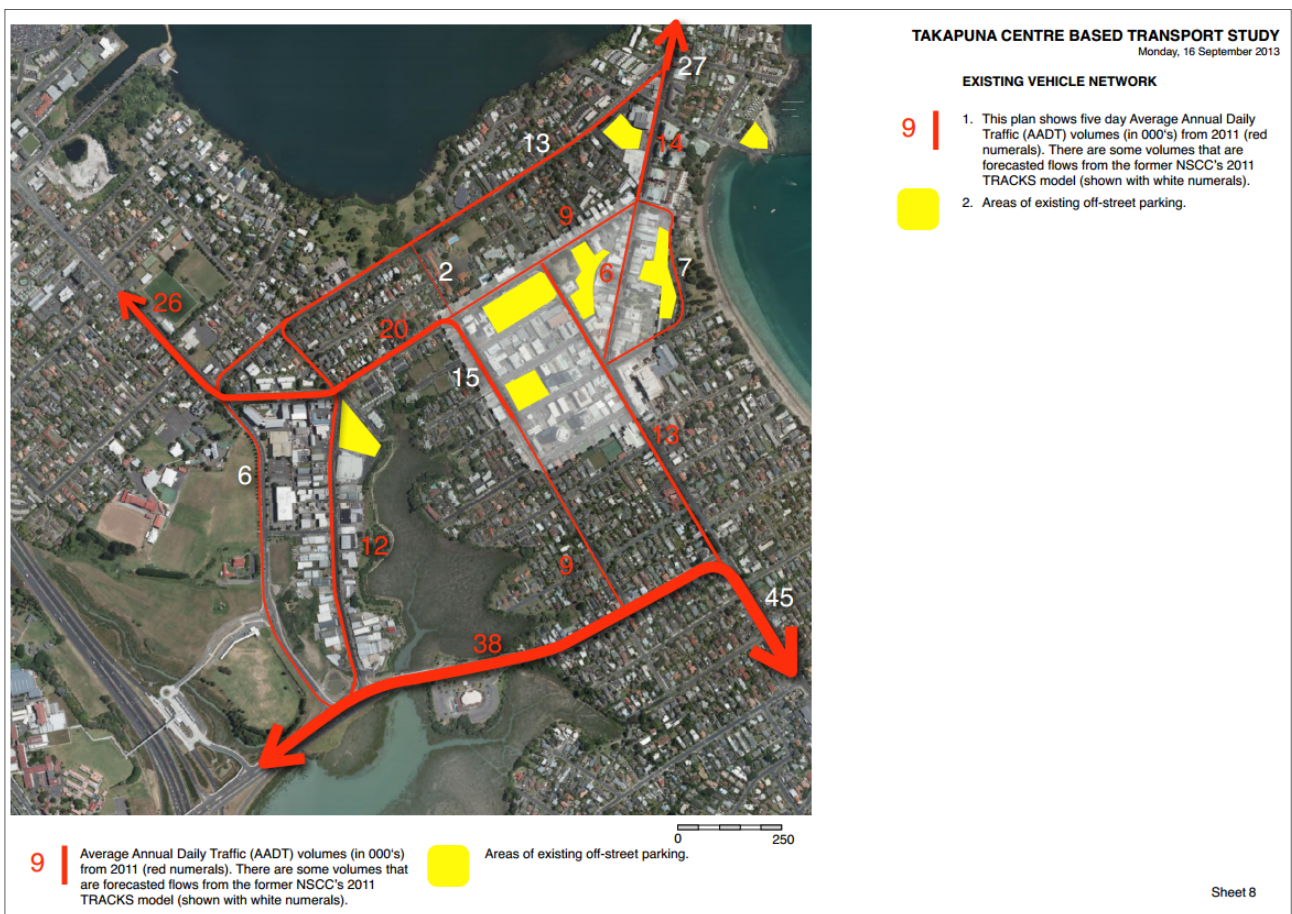 TAKAPUNA CENTRE BASED TRANSPORT STUDY
Monday, 16 September 2013
EXISTING VEHICLE NETWORK
9
1. This plan shows five day Average Annual Daily
Traffic (AADT) volumes (in 000's) from 2011 (red
numerals). There are some volumes that are
forecasted flows from the former NSCC's 2011
TRACKS model (shown with white numerals).
2. Areas of existing off-street parking.
27
13
14
9
2
6
7
26
20
15
13
6
12
9
45
38
0
250
9
Average Annual Daily Traffic (AADT) volumes (in 000's)
from 2011 (red numerals). There are some volumes that
are forecasted flows from the former NSCC's 2011
TRACKS model (shown with white numerals).
Areas of existing off-street parking.
Sheet 8